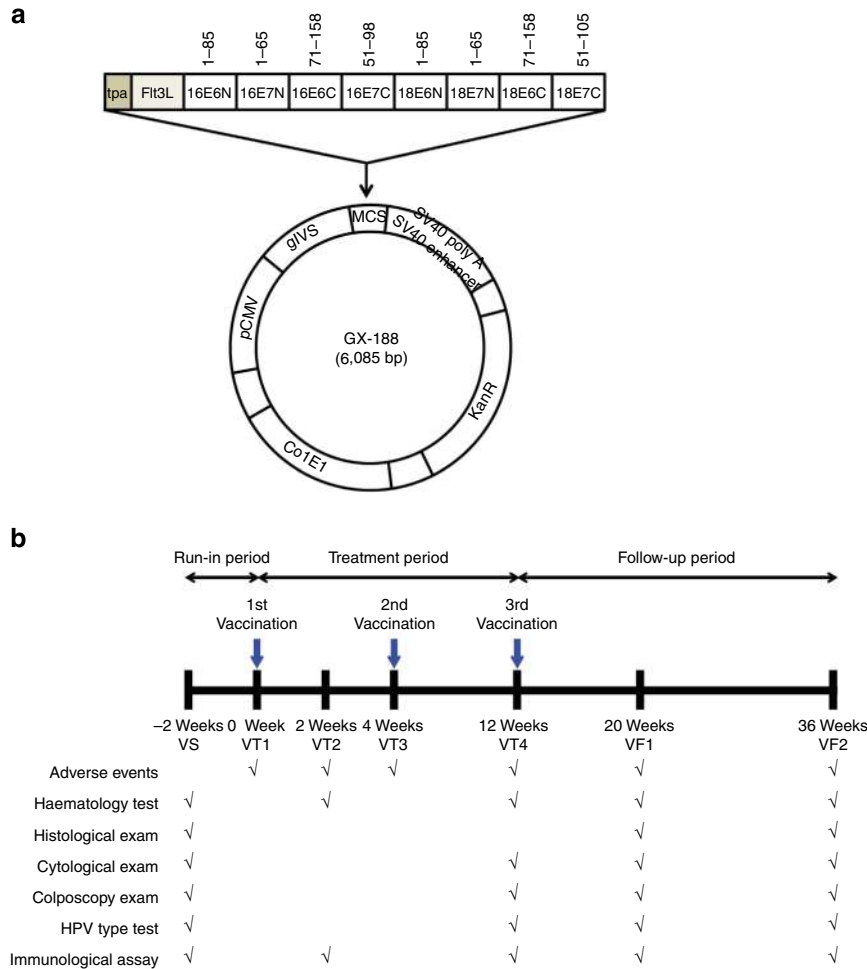 a
1–85 1–65 71–158 51–98 1–85 1–65 71–158 51–105
tpa Flt3L 16E6N 16E7N 16E6C 16E7C 18E6N 18E7N 18E6C 18E7C
MCS
SV40 poly A
SV40 enhancer
gIVS
pCMV
GX-188
(6,085 bp)
KanR
Co1E1
b
Run-in period Treatment period Follow-up period
1st 2nd 3rd
Vaccination Vaccination Vaccination
–2 Weeks 0 Week 2 Weeks 4 Weeks 12 Weeks 20 Weeks 36 Weeks
VS VT1 VT2 VT3 VT4 VF1 VF2
Adverse events √ √ √ √ √ √
Haematology test √ √ √ √ √
Histological exam √ √ √
Cytological exam √ √ √ √
Colposcopy exam √ √ √ √
HPV type test √ √ √ √
Immunological assay √ √ √ √ √